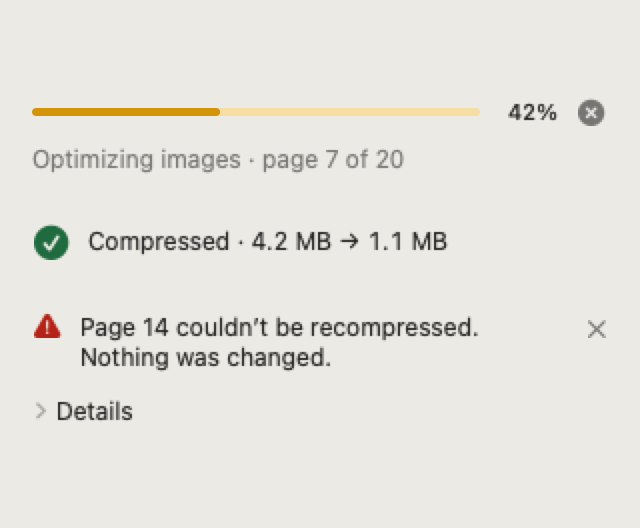 42%
Optimizing images · page 7 of 20
Compressed · 4.2 MB → 1.1 MB
Page 14 couldn’t be recompressed.
Nothing was changed.
Details